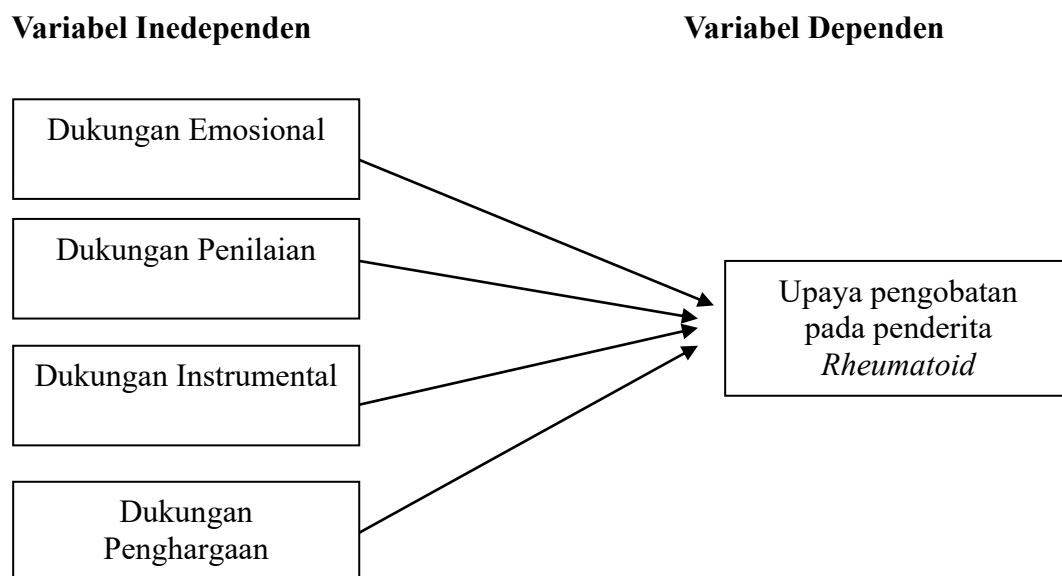 Variabel Inedependen
Variabel Dependen
Dukungan Emosional
Dukungan Penilaian
Dukungan Instrumental
Dukungan
Penghargaan
Upaya pengobatan
pada penderita
Rheumatoid